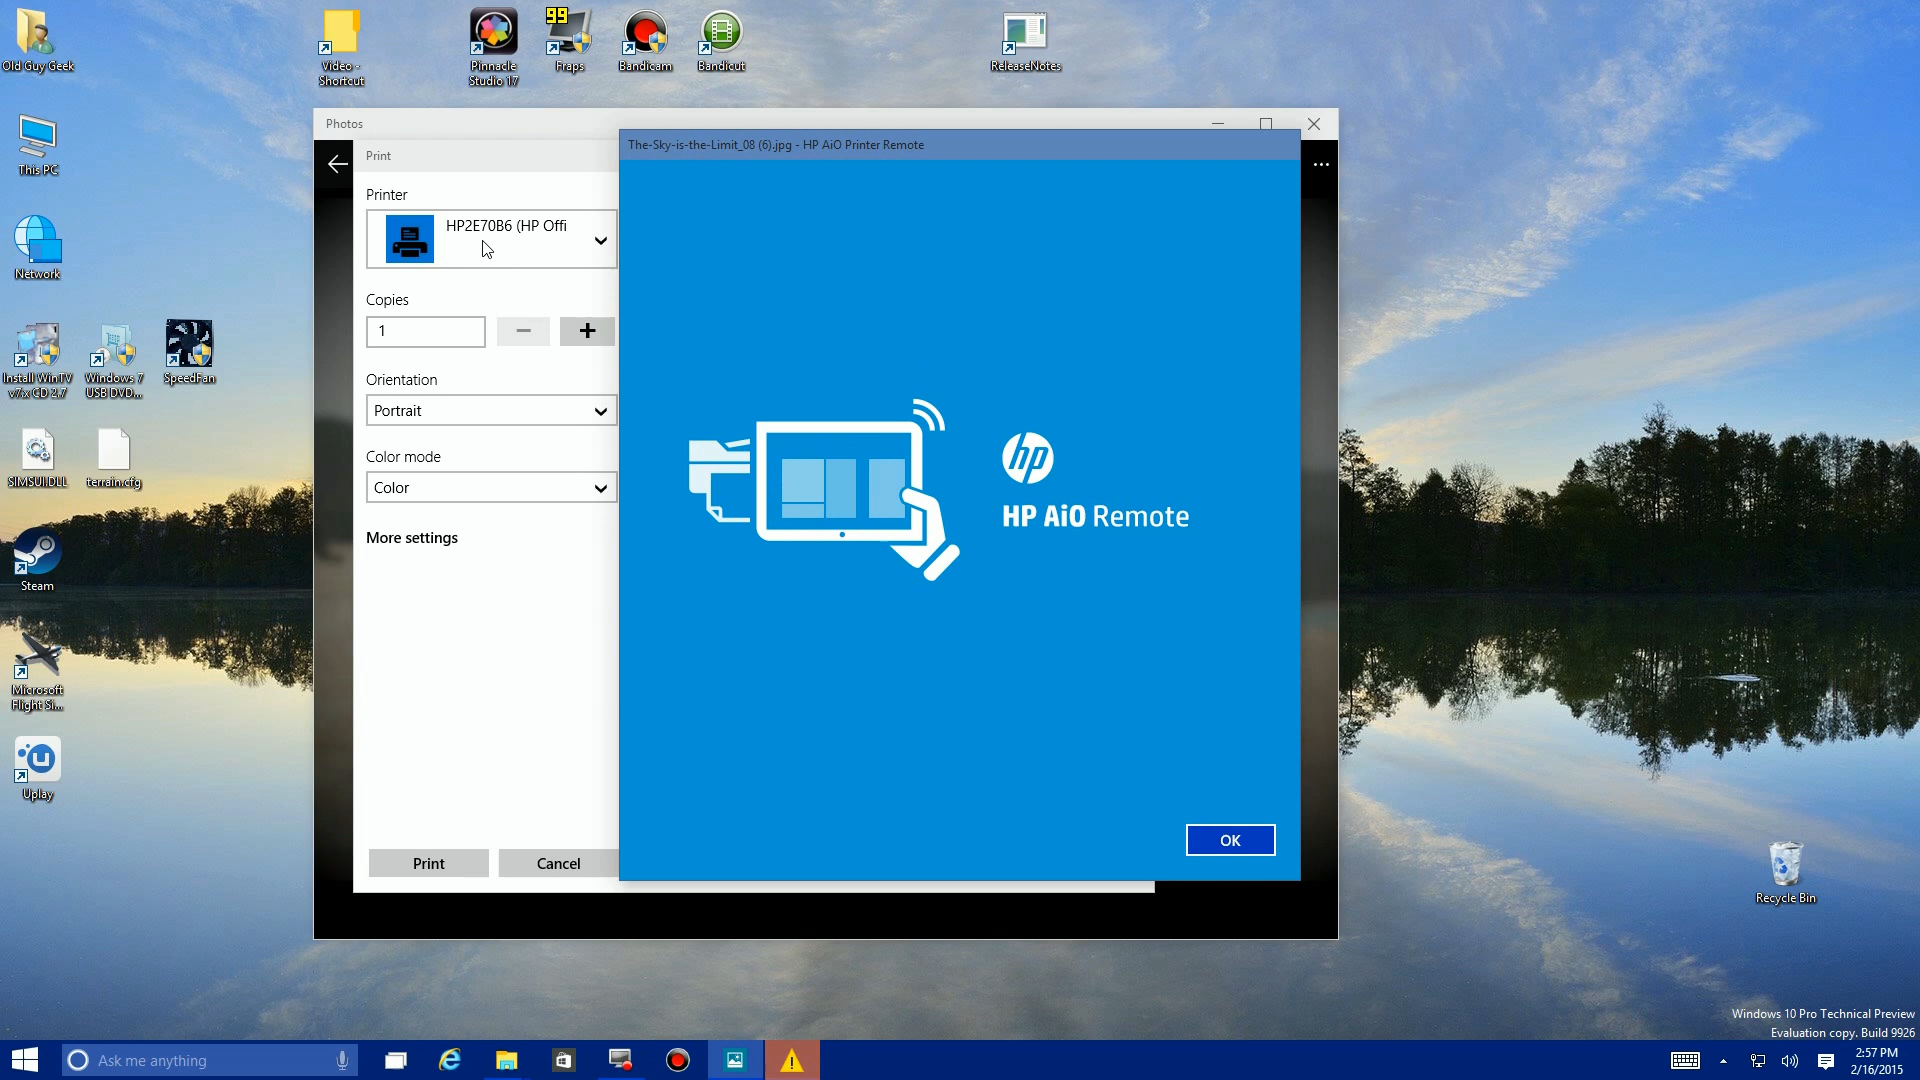 Old Guy Geek
Video -
Shortcut
Pinnacle
Studio 17
99
Fraps
Bandicam
Bandicut
ReleaseNotes
This PC
Network
Install WinTV
v7.x CD 2.7
Windows 7
USB DVD...
SpeedFan
SIMSUI.DLL
terrain.cfg
Steam
Microsoft
Flight Si...
Uplay
Photos
Print
Printer
HP2E70B6 (HP Offi
Copies
1
Orientation
Portrait
Color mode
Color
More settings
Print
Cancel
The-Sky-is-the-Limit_08 (6).jpg - HP AiO Printer Remote
hp
HP AiO Remote
OK
Recycle Bin
Windows 10 Pro Technical Preview
Evaluation copy. Build 9926
Ask me anything
2:57 PM
2/16/2015